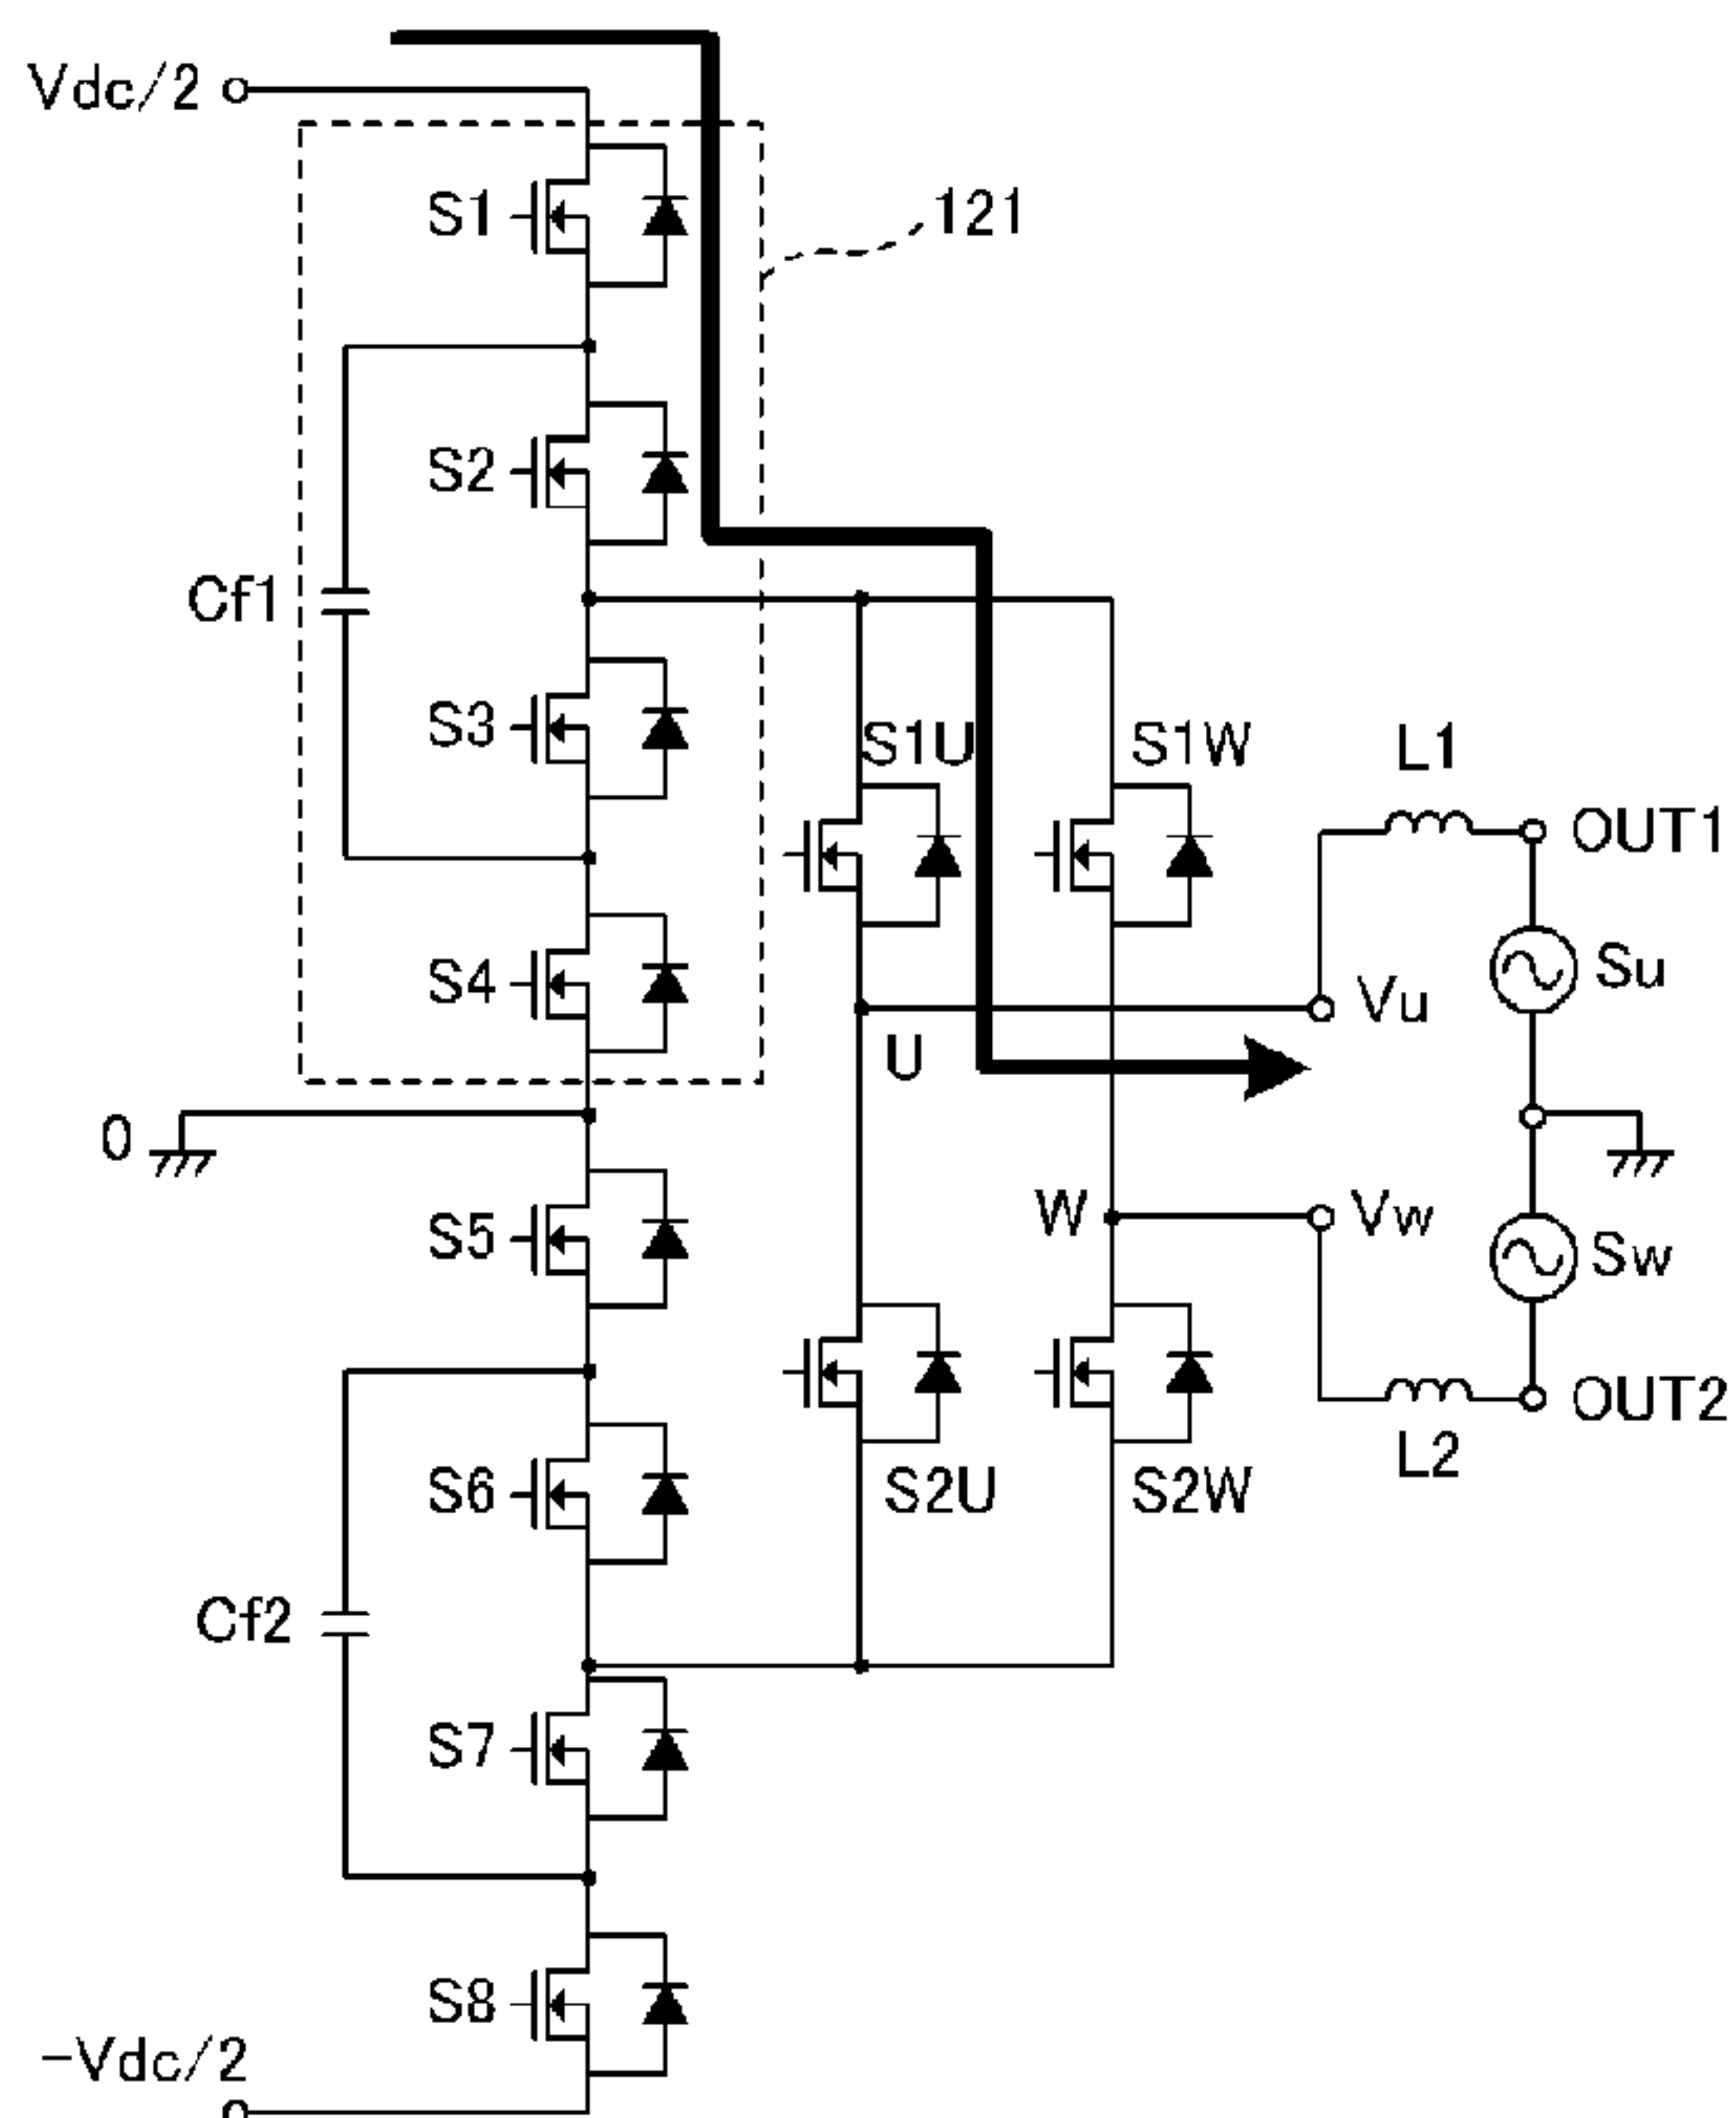 Vdc/2
S1
121
S2
Cf1
S3
S1U
S1W
L1
OUT1
S4
Su
Vu
U
0
W
Vw
S5
Sw
L2
OUT2
S6
S2U
S2W
Cf2
S7
S8
-Vdc/2